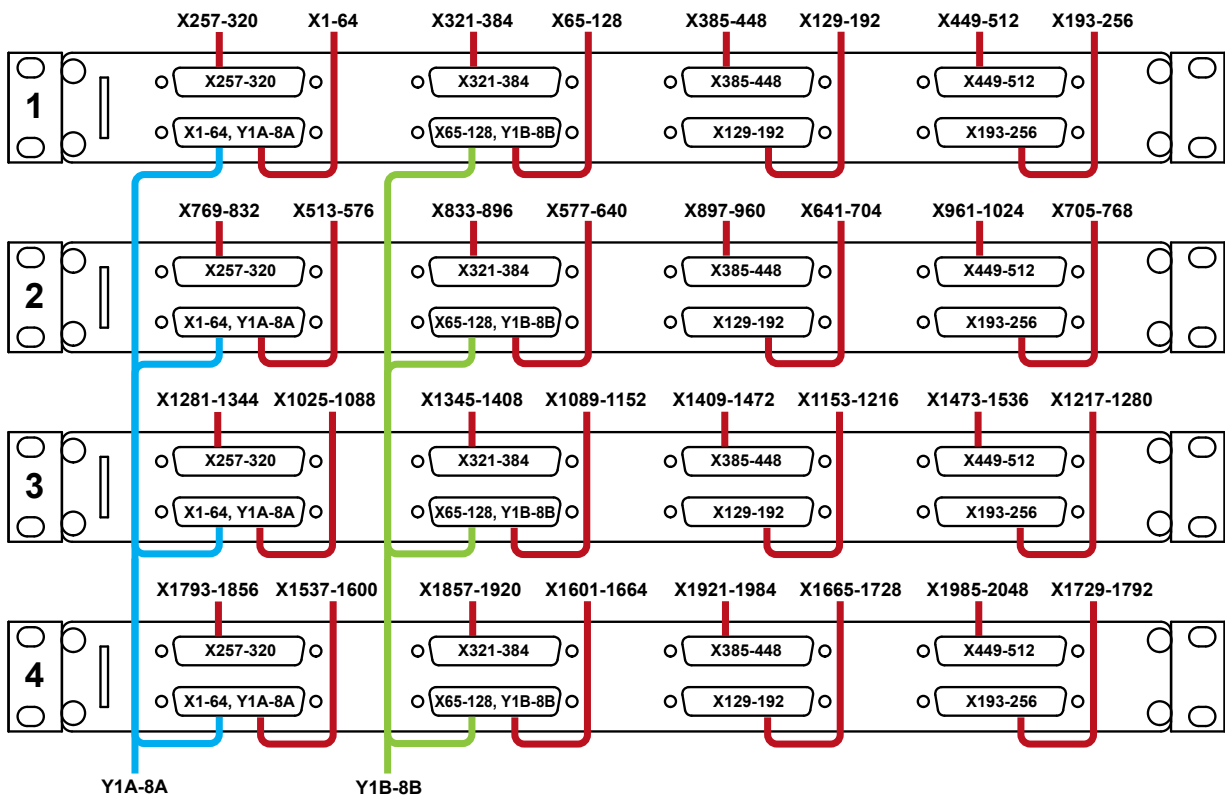 X257-320 X1-64 X321-384 X65-128 X385-448 X129-192 X449-512 X193-256
X257-320 X321-384 X385-448 X449-512
1
X1-64, Y1A-8A X65-128, Y1B-8B X129-192 X193-256
X769-832 X513-576 X833-896 X577-640 X897-960 X641-704 X961-1024 X705-768
X257-320 X321-384 X385-448 X449-512
2
X1-64, Y1A-8A X65-128, Y1B-8B X129-192 X193-256
X1281-1344 X1025-1088 X1345-1408 X1089-1152 X1409-1472 X1153-1216 X1473-1536 X1217-1280
X257-320 X321-384 X385-448 X449-512
3
X1-64, Y1A-8A X65-128, Y1B-8B X129-192 X193-256
X1793-1856 X1537-1600 X1857-1920 X1601-1664 X1921-1984 X1665-1728 X1985-2048 X1729-1792
X257-320 X321-384 X385-448 X449-512
4
X1-64, Y1A-8A X65-128, Y1B-8B X129-192 X193-256
Y1A-8A Y1B-8B